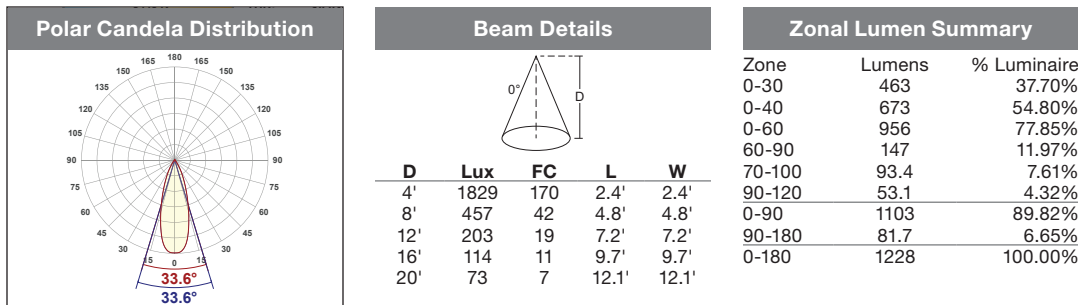 Polar Candela Distribution
180
165 165
150 150
135 135
120 120
105 105
90 90
75 75
60 60
45 45
30 30
15 0 15
33.6°
33.6°
Beam Details
0°
D
D Lux FC L W
4' 1829 170 2.4' 2.4'
8' 457 42 4.8' 4.8'
12' 203 19 7.2' 7.2'
16' 114 11 9.7' 9.7'
20' 73 7 12.1' 12.1'
Zonal Lumen Summary
Zone Lumens % Luminaire
0-30 463 37.70%
0-40 673 54.80%
0-60 956 77.85%
60-90 147 11.97%
70-100 93.4 7.61%
90-120 53.1 4.32%
0-90 1103 89.82%
90-180 81.7 6.65%
0-180 1228 100.00%